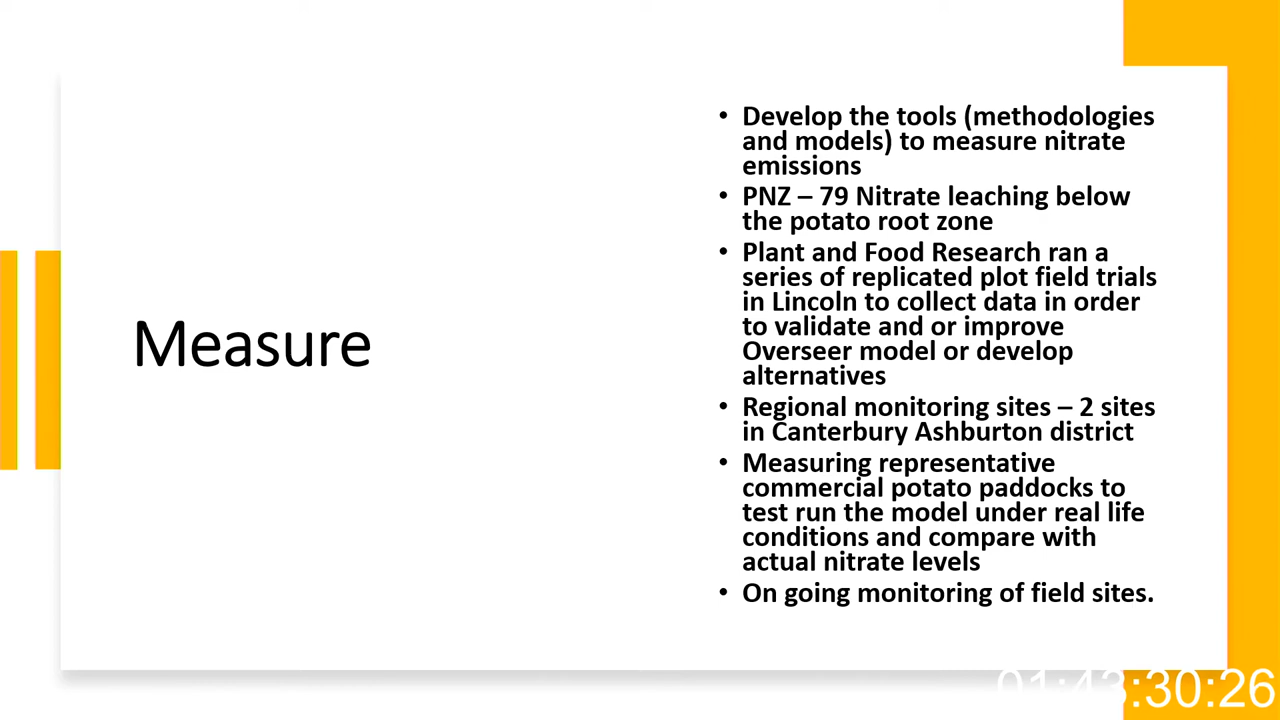 Measure
• Develop the tools (methodologies
and models) to measure nitrate
emissions
• PNZ – 79 Nitrate leaching below
the potato root zone
• Plant and Food Research ran a
series of replicated plot field trials
in Lincoln to collect data in order
to validate and or improve
Overseer model or develop
alternatives
• Regional monitoring sites – 2 sites
in Canterbury Ashburton district
• Measuring representative
commercial potato paddocks to
test run the model under real life
conditions and compare with
actual nitrate levels
• On going monitoring of field sites.
01:43:30:26